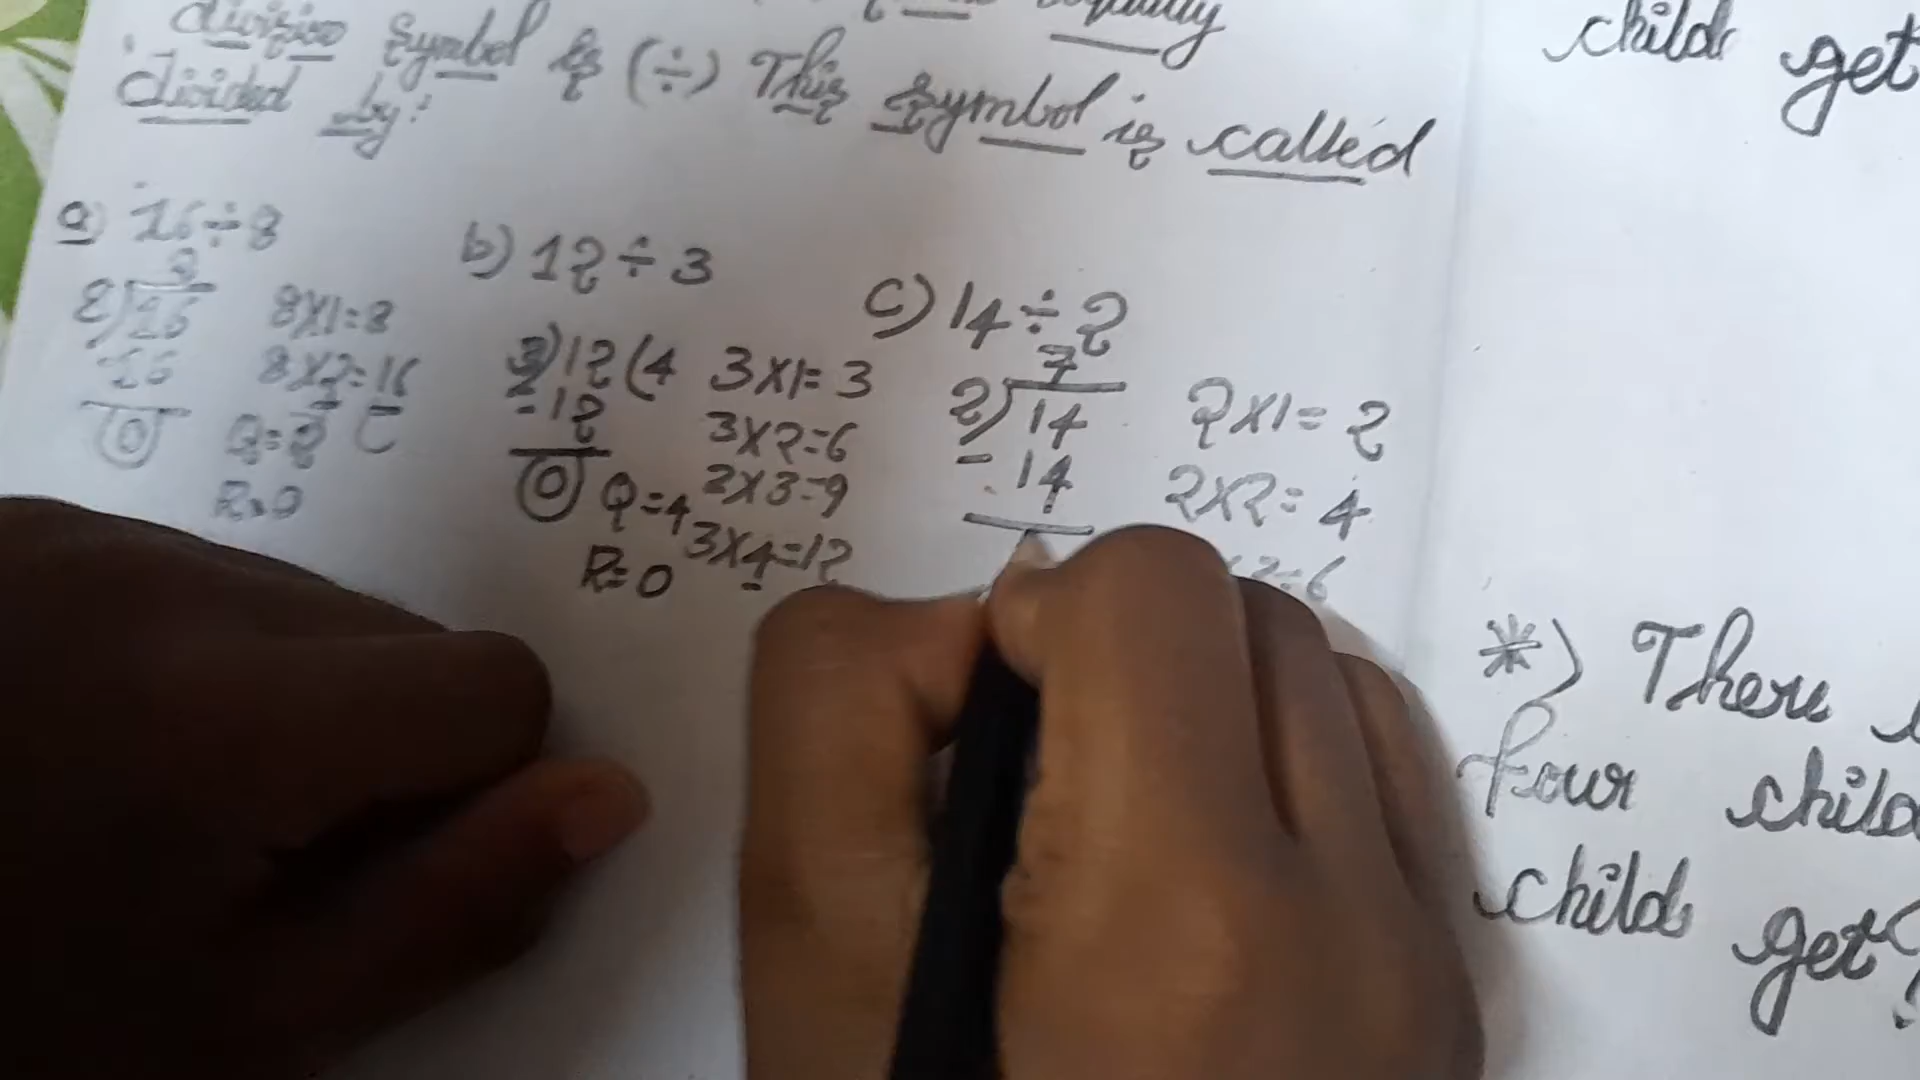 equality
division symbol is (÷) This symbol is called
'divided by'
a) 16÷8
2
8)16
16
0
8x1=8
8x2=16
Q=2
R=0
b) 12÷3
3)12(4
-12
0
3x1=3
3x2=6
3x3=9
3x4=12
Q=4
R=0
c) 14÷2
7
2)14
-14
2x1=2
2x2=4
=6
child get
*) There
four child
child get?